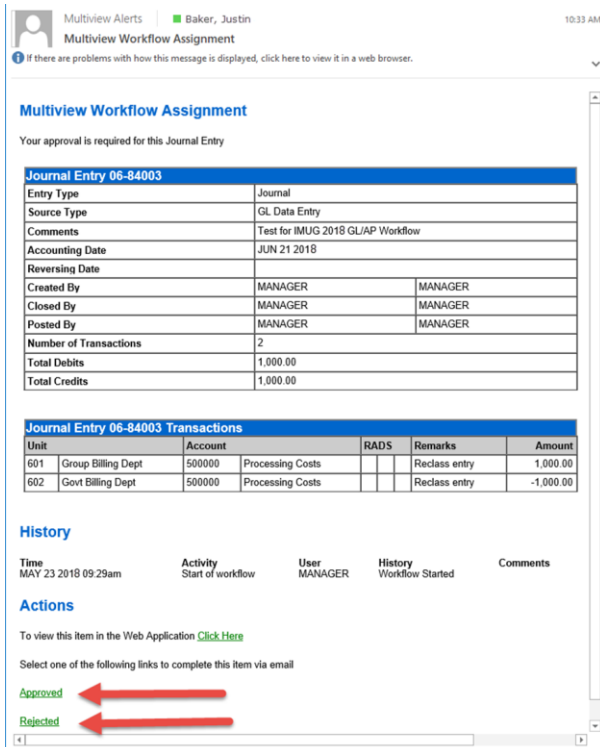 Multiview Alerts Baker, Justin 10:33 AM
Multiview Workflow Assignment
If there are problems with how this message is displayed, click here to view it in a web browser.
Multiview Workflow Assignment
Your approval is required for this Journal Entry
Journal Entry 06-84003
Entry Type Journal
Source Type GL Data Entry
Comments Test for IMUG 2018 GL/AP Workflow
Accounting Date JUN 21 2018
Reversing Date
Created By MANAGER MANAGER
Closed By MANAGER MANAGER
Posted By MANAGER MANAGER
Number of Transactions 2
Total Debits 1,000.00
Total Credits 1,000.00
Journal Entry 06-84003 Transactions
Unit Account RADS Remarks Amount
601 Group Billing Dept 500000 Processing Costs Reclass entry 1,000.00
602 Govt Billing Dept 500000 Processing Costs Reclass entry -1,000.00
History
Time Activity User History Comments
MAY 23 2018 09:29am Start of workflow MANAGER Workflow Started
Actions
To view this item in the Web Application Click Here
Select one of the following links to complete this item via email
Approved
Rejected